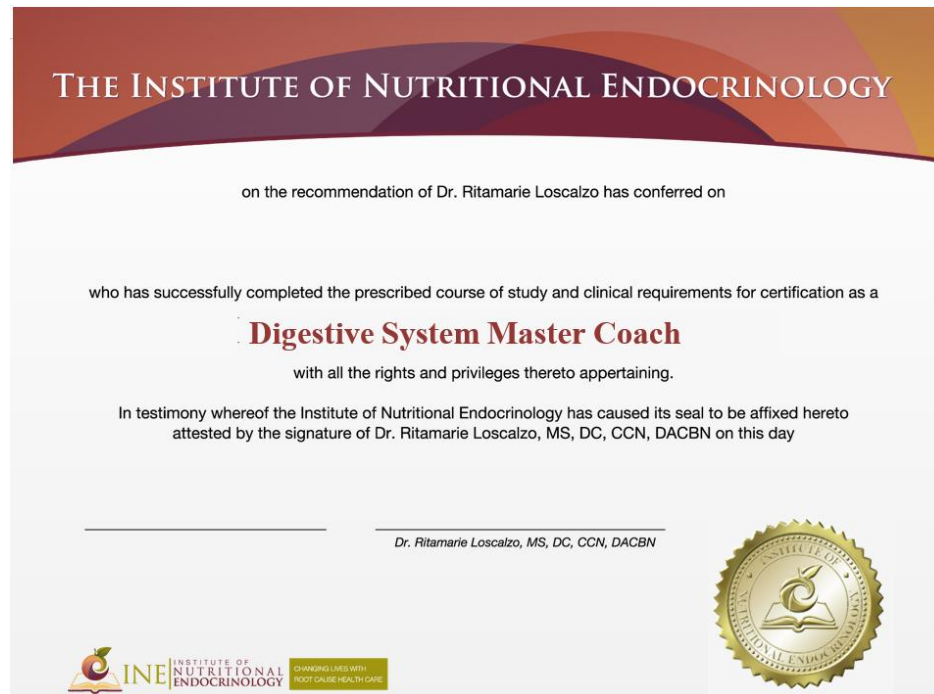 THE INSTITUTE OF NUTRITIONAL ENDOCRINOLOGY
on the recommendation of Dr. Ritamarie Loscalzo has conferred on
who has successfully completed the prescribed course of study and clinical requirements for certification as a
Digestive System Master Coach
with all the rights and privileges thereto appertaining.
In testimony whereof the Institute of Nutritional Endocrinology has caused its seal to be affixed hereto
attested by the signature of Dr. Ritamarie Loscalzo, MS, DC, CCN, DACBN on this day
Dr. Ritamarie Loscalzo, MS, DC, CCN, DACBN
INSTITUTE OF
NUTRITIONAL ENDOCRINOLOGY
INE
INSTITUTE OF
NUTRITIONAL
ENDOCRINOLOGY
CHANGING LIVES WITH
ROOT CAUSE HEALTH CARE